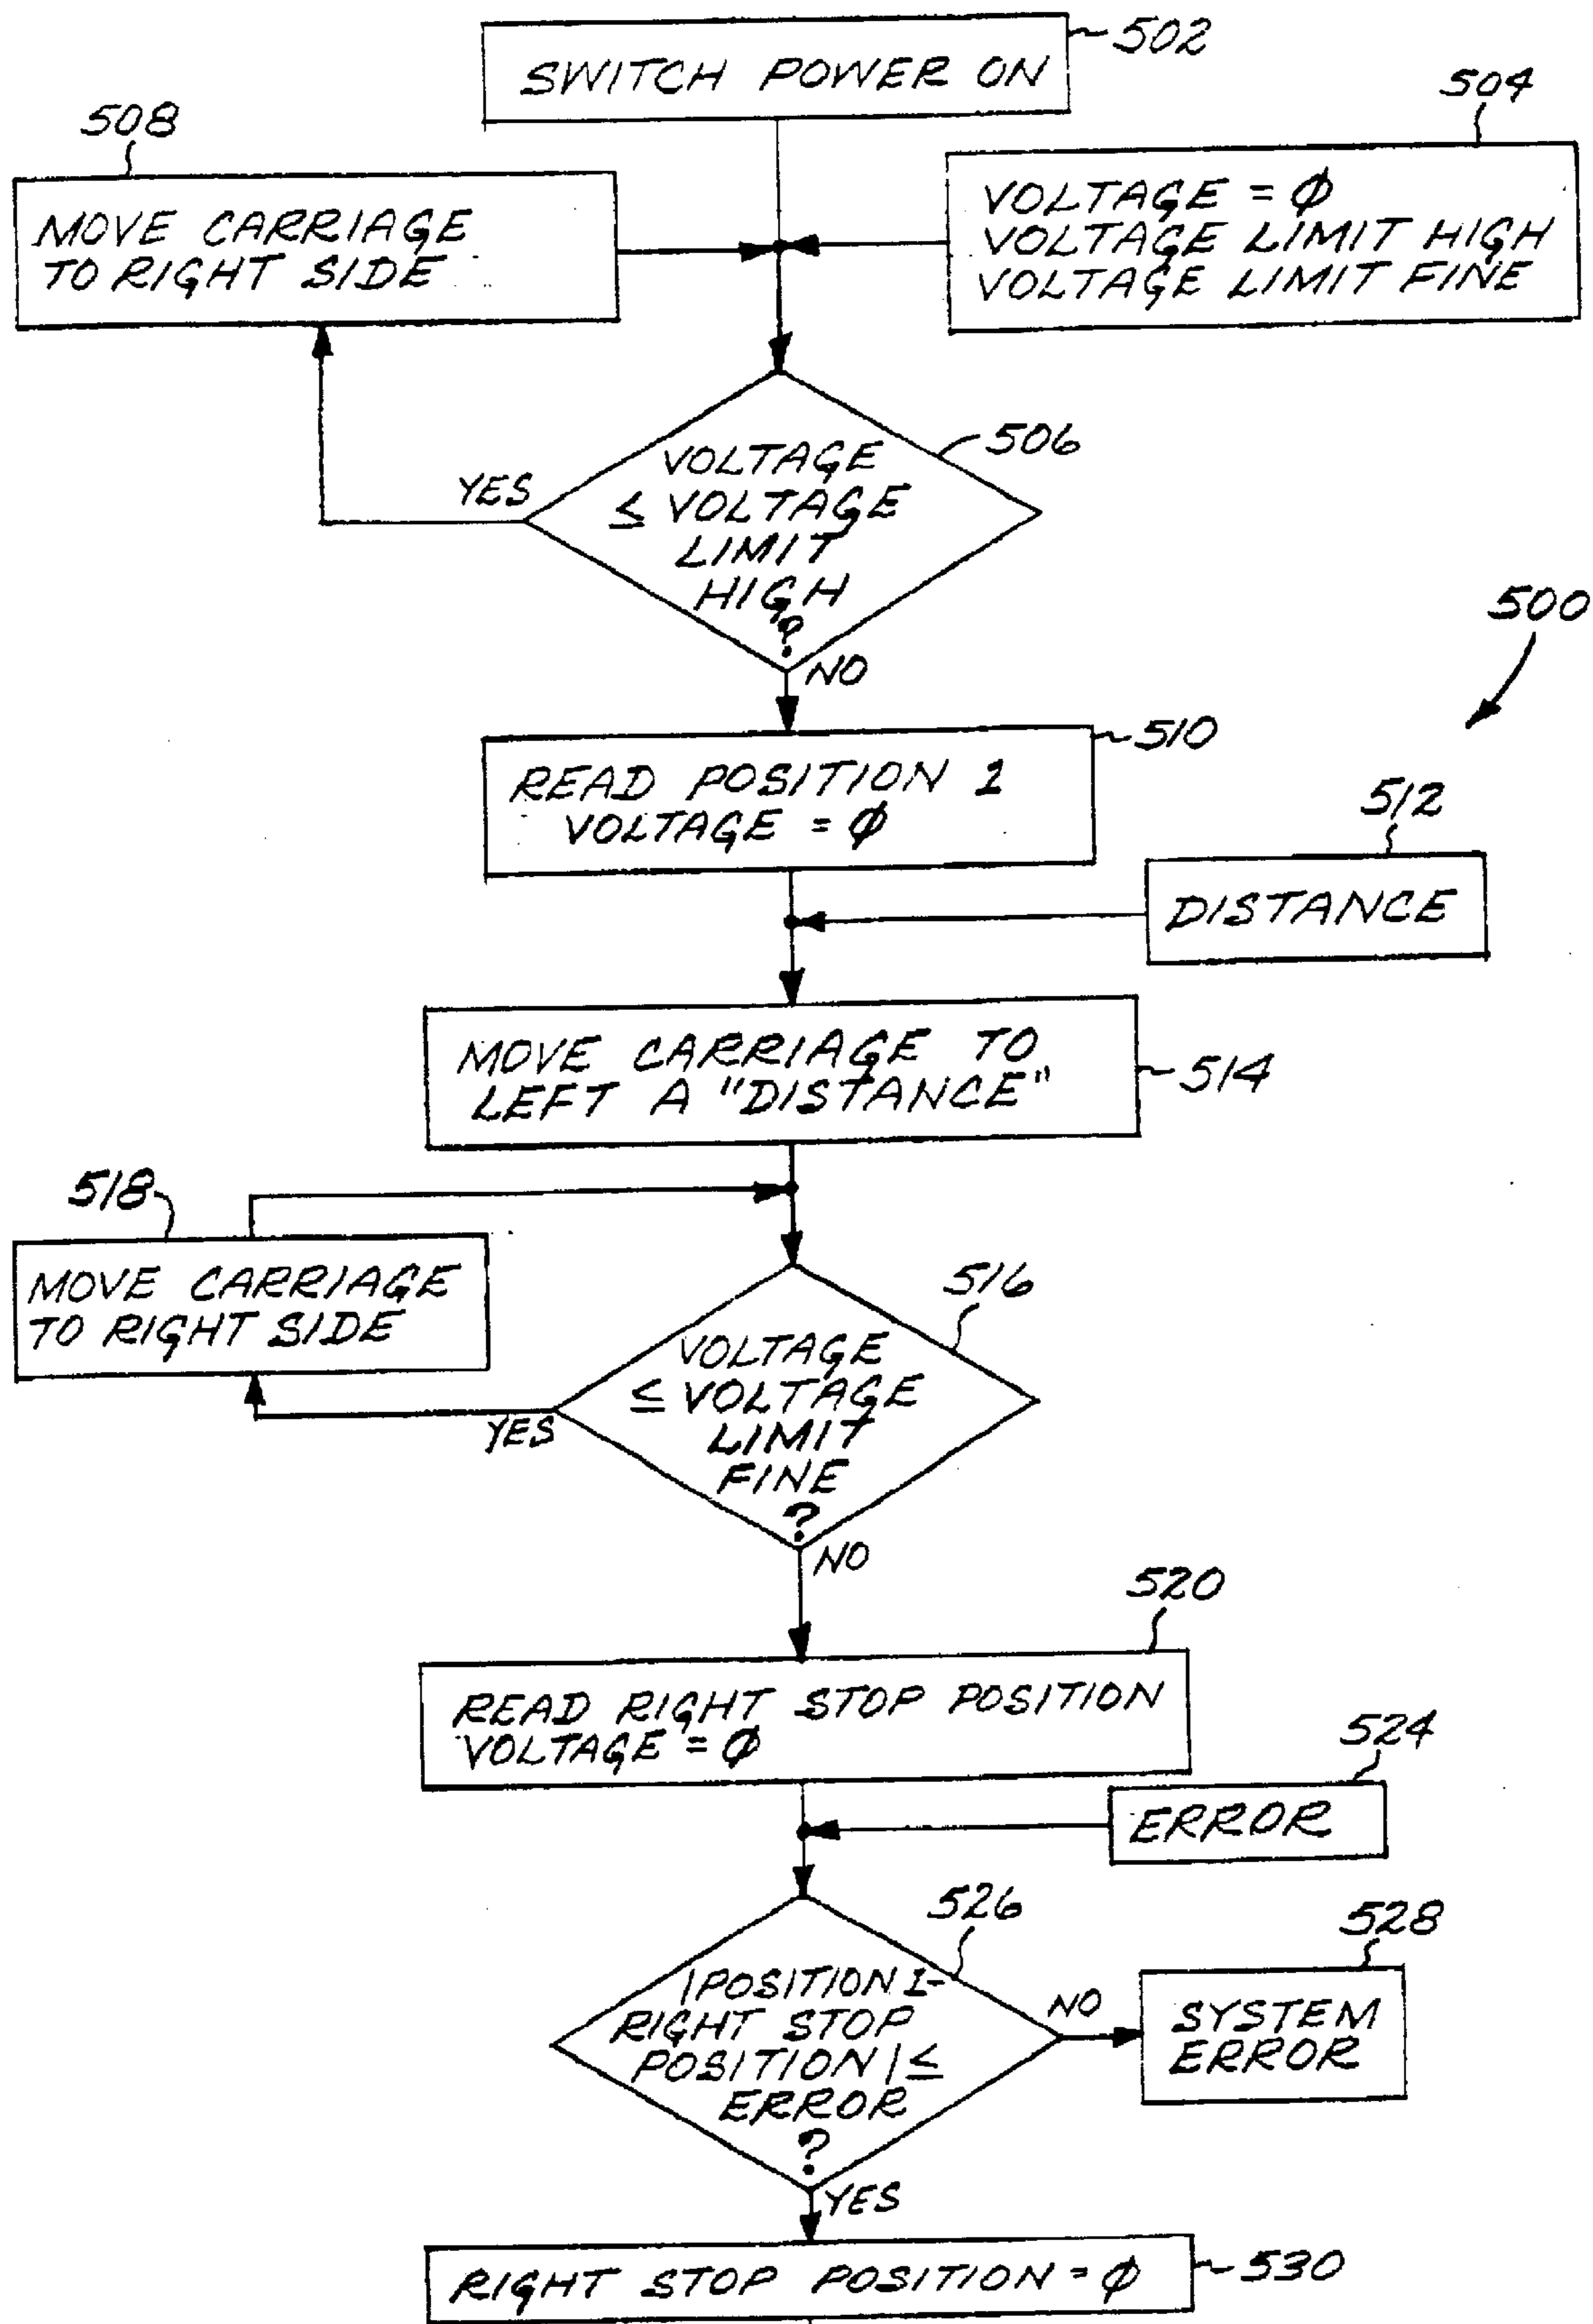 SWITCH POWER ON
502
504
508
MOVE CARRIAGE
TO RIGHT SIDE
VOLTAGE = ϕ
VOLTAGE LIMIT HIGH
VOLTAGE LIMIT FINE
506
YES
VOLTAGE
≤ VOLTAGE
LIMIT
HIGH
?
NO
500
510
READ POSITION 1
VOLTAGE = ϕ
512
DISTANCE
MOVE CARRIAGE TO
LEFT A "DISTANCE"
514
518
MOVE CARRIAGE
TO RIGHT SIDE
516
YES
VOLTAGE
≤ VOLTAGE
LIMIT
FINE
?
NO
520
READ RIGHT STOP POSITION
VOLTAGE = ϕ
524
ERROR
526
528
|POSITION 1-
RIGHT STOP
POSITION|≤
ERROR
?
NO
SYSTEM
ERROR
YES
RIGHT STOP POSITION = ϕ
530